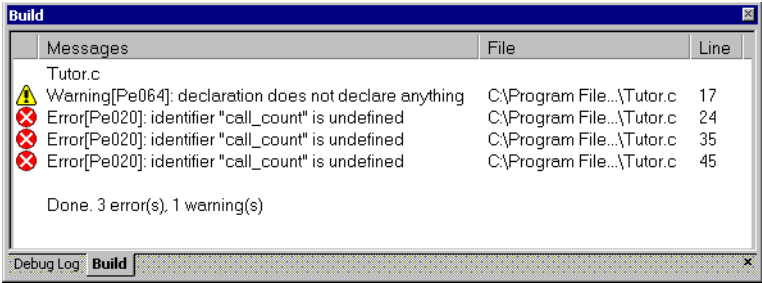 Build
Messages File Line
Tutor.c
Warning[Pe064]: declaration does not declare anything C:\Program File...\Tutor.c 17
Error[Pe020]: identifier "call_count" is undefined C:\Program File...\Tutor.c 24
Error[Pe020]: identifier "call_count" is undefined C:\Program File...\Tutor.c 35
Error[Pe020]: identifier "call_count" is undefined C:\Program File...\Tutor.c 45
Done. 3 error(s), 1 warning(s)
Debug Log Build